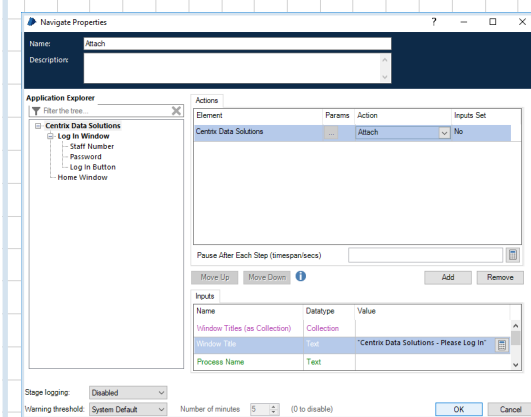 Navigate Properties
Name: Attach
Description:
Application Explorer
Filter the tree...
Centrix Data Solutions
Log In Window
Staff Number
Password
Log In Button
Home Window
Actions
Element Params Action Inputs Set
Centrix Data Solutions ... Attach No
Pause After Each Step (timespan/secs)
Move Up Move Down Add Remove
Inputs
Name Datatype Value
Window Titles (as Collection) Collection
Window Title Text "Centrix Data Solutions - Please Log In"
Process Name Text
Stage logging: Disabled
Warning threshold: System Default Number of minutes 5 (0 to disable)
OK Cancel